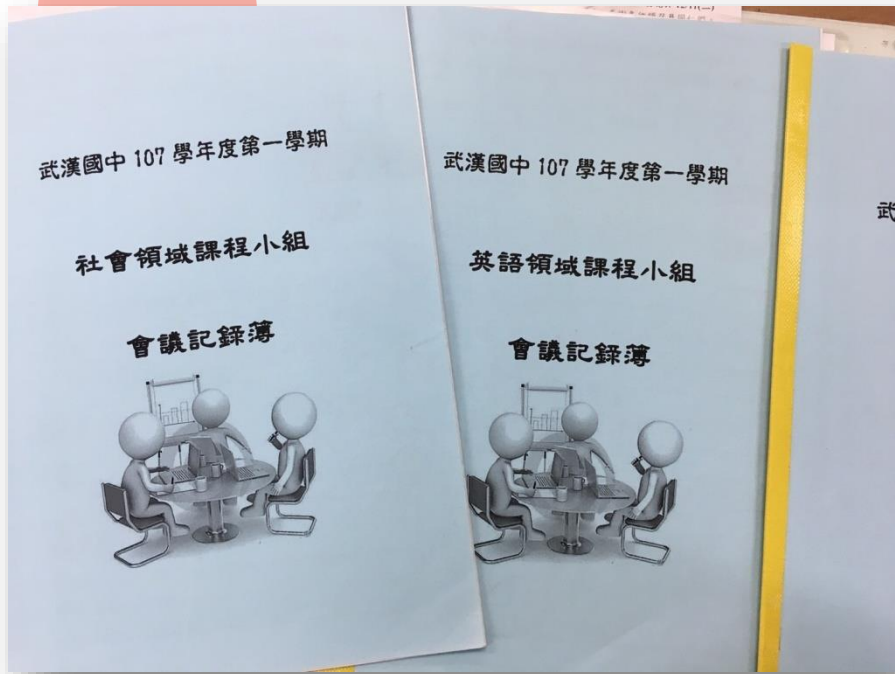 武漢國中 107 學年度第一學期
社會領域課程小組
會議記錄簿
武漢國中 107 學年度第一學期
英語領域課程小組
會議記錄簿
武